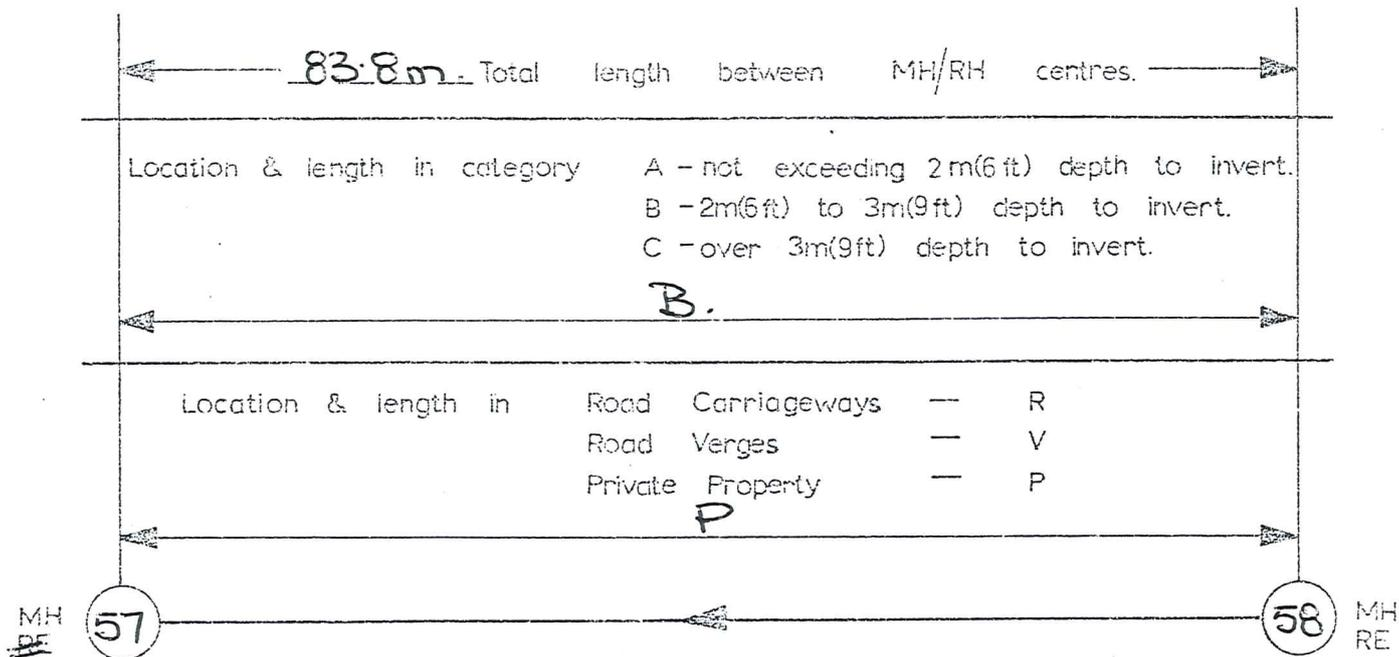 83.8m. Total length between MH/RH centres.
Location & length in category A - not exceeding 2m(6ft) depth to invert.
B - 2m(6ft) to 3m(9ft) depth to invert.
C - over 3m(9ft) depth to invert.
B.
Location & length in Road Carriageways — R
Road Verges — V
Private Property — P
P
MH 57 58 MH
RE RE